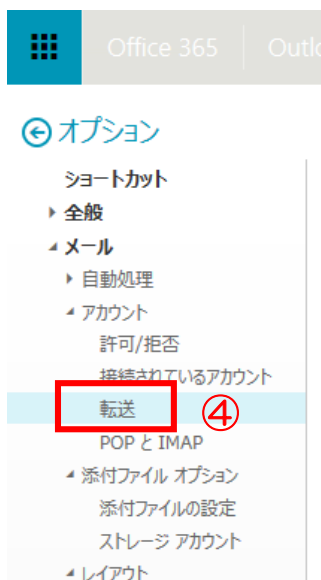 Office 365 Outl
オプション
ショートカット
全般
メール
自動処理
アカウント
許可/拒否
接続されているアカウント
転送 ④
POP と IMAP
添付ファイル オプション
添付ファイルの設定
ストレージ アカウント
レイアウト